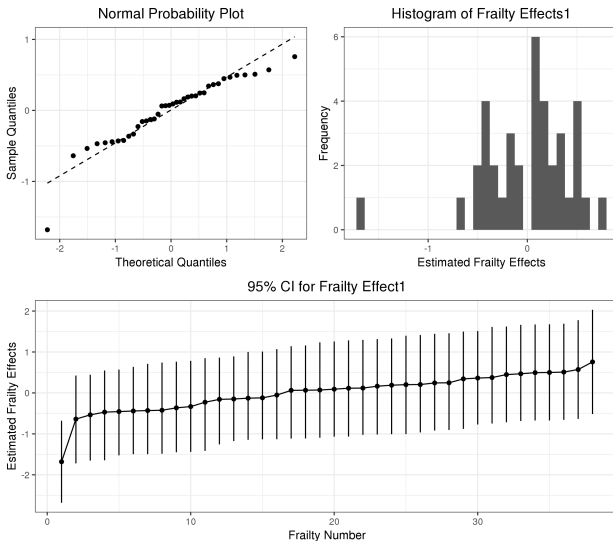 Normal Probability Plot
Sample Quantiles
1
0
-1
-2
-1
0
1
2
Theoretical Quantiles
Histogram of Frailty Effects1
Frequency
6
4
2
0
-1
0
Estimated Frailty Effects
95% CI for Frailty Effect1
Estimated Frailty Effects
2
1
0
-1
-2
0
10
20
30
Frailty Number